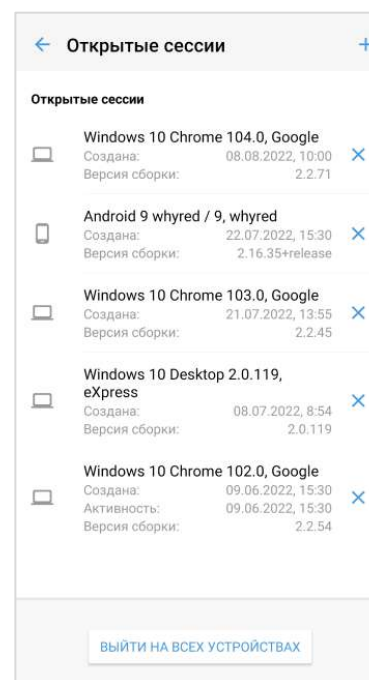 Открытые сессии
Открытые сессии
Windows 10 Chrome 104.0, Google
Создана: 08.08.2022, 10:00
Версия сборки: 2.2.71
Android 9 whyred / 9, whyred
Создана: 22.07.2022, 15:30
Версия сборки: 2.16.35+release
Windows 10 Chrome 103.0, Google
Создана: 21.07.2022, 13:55
Версия сборки: 2.2.45
Windows 10 Desktop 2.0.119,
eXpress
Создана: 08.07.2022, 8:54
Версия сборки: 2.0.119
Windows 10 Chrome 102.0, Google
Создана: 09.06.2022, 15:30
Активность: 09.06.2022, 15:30
Версия сборки: 2.2.54
ВЫЙТИ НА ВСЕХ УСТРОЙСТВАХ